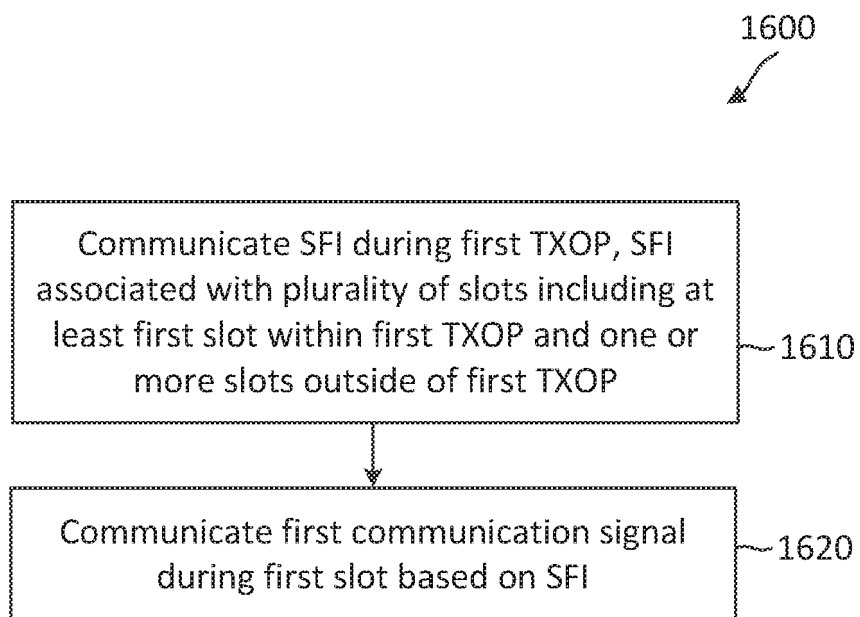 1600
Communicate SFI during first TXOP, SFI
associated with plurality of slots including at
least first slot within first TXOP and one or
more slots outside of first TXOP
1610
Communicate first communication signal
during first slot based on SFI
1620